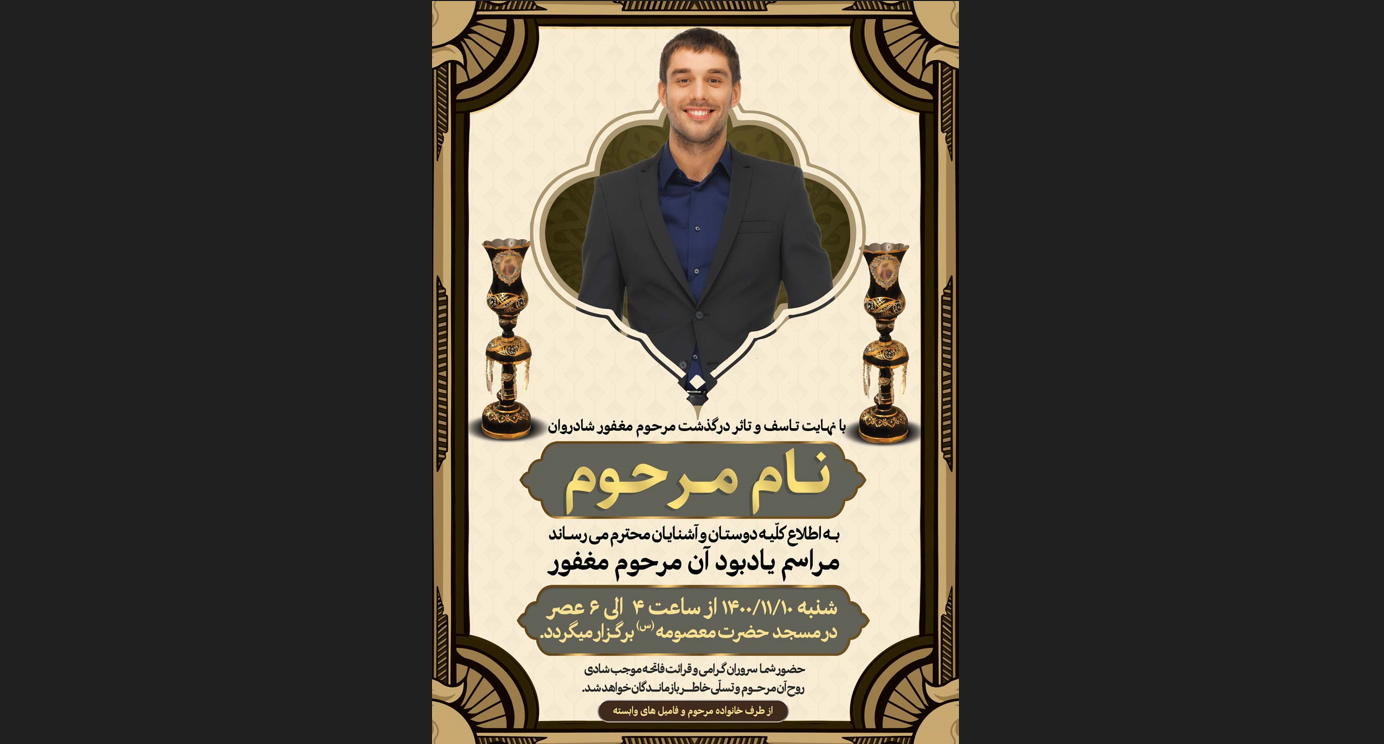 با نهایت تاسف و تاثر درگذشت مرحوم مغفور شادروان
نام مرحوم
به اطلاع کلّیه دوستان و آشنایان محترم می رساند
مراسم یادبود آن مرحوم مغفور
شنبه ۱۴۰۰/۱۱/۱۰ از ساعت ۴ الی ۶ عصر
در مسجد حضرت معصومه (س) برگزار میگردد.
حضور شما سروران گرامی و قرائت فاتحه موجب شادی
روح آن مرحوم و تسلّی خاطر بازماندگان خواهد شد.
از طرف خانواده مرحوم و فامیل های وابسته